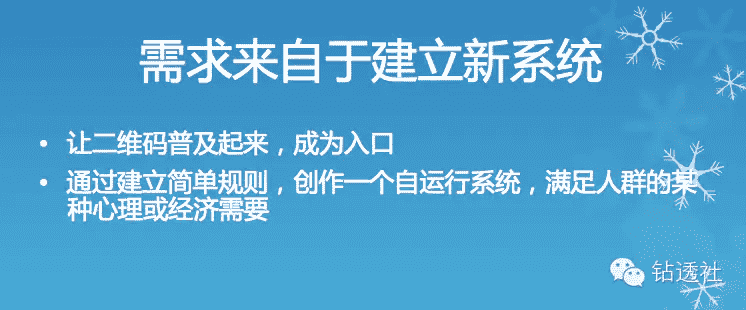 需求来自于建立新系统
• 让二维码普及起来，成为入口
• 通过建立简单规则，创作一个自运行系统，满足人群的某
种心理或经济需要
钻透社